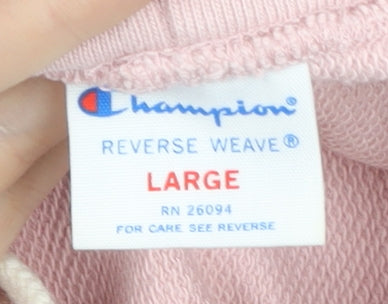 Champion®
REVERSE WEAVE®
LARGE
RN 26094
FOR CARE SEE REVERSE